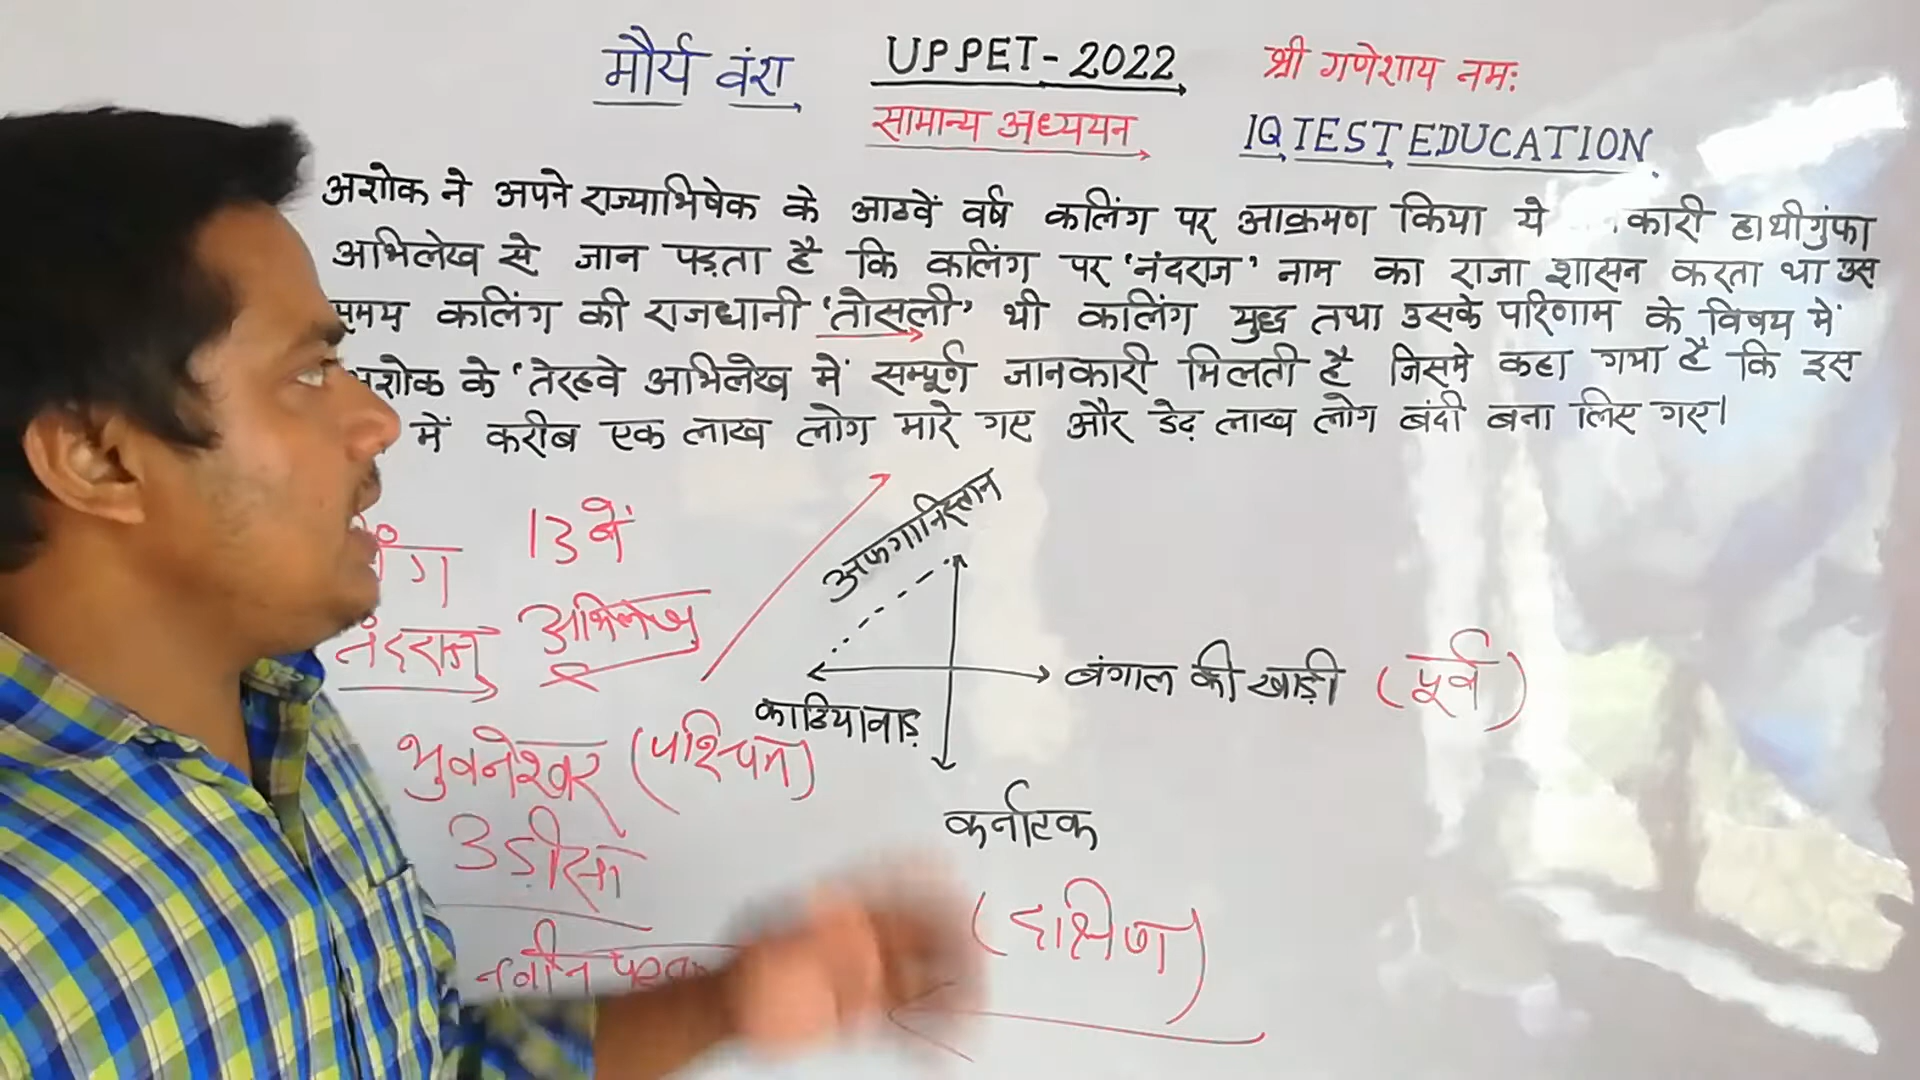 मौर्य वंश
UPPET-2022
सामान्य अध्ययन
श्री गणेशाय नमः
IQ TEST EDUCATION
अशोक ने अपने राज्याभिषेक के आठवें वर्ष कलिंग पर आक्रमण किया ये कारी हाथीगुंफा
अभिलेख से जान पड़ता है कि कलिंग पर 'नंदराज' नाम का राजा शासन करता था उस
समय कलिंग की राजधानी 'तोसली' थी कलिंग युद्ध तथा उसके परिणाम के विषय में
के 'तेरहवे अभिलेख में सम्पूर्ण जानकारी मिलती है जिसमे कहा गया है कि इस
में करीब एक लाख लोग मारे गए और डेढ़ लाख लोग बंदी बना लिए गए।
13वें
अभिलेख
नंदराज
अफगानिस्तान
बंगाल की खाड़ी (पूर्व)
काठियावाड़
भुवनेश्वर (पश्चिम)
उड़ीसा
कर्नाटक
(दक्षिण)
नवीन